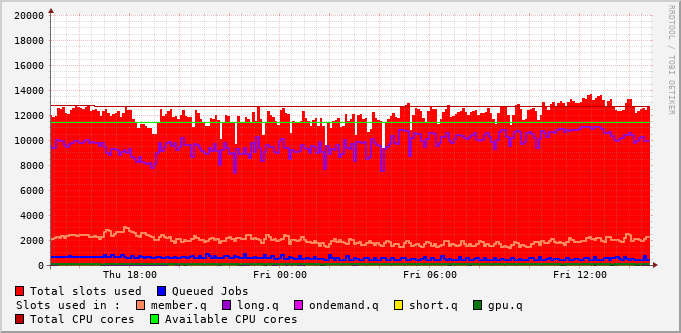 RRDTOOL / TOBI OETIKER
20000
18000
16000
14000
12000
10000
8000
6000
4000
2000
0
Thu 18:00 Fri 00:00 Fri 06:00 Fri 12:00
Total slots used Queued Jobs
Slots used in : member.q long.q ondemand.q short.q gpu.q
Total CPU cores Available CPU cores